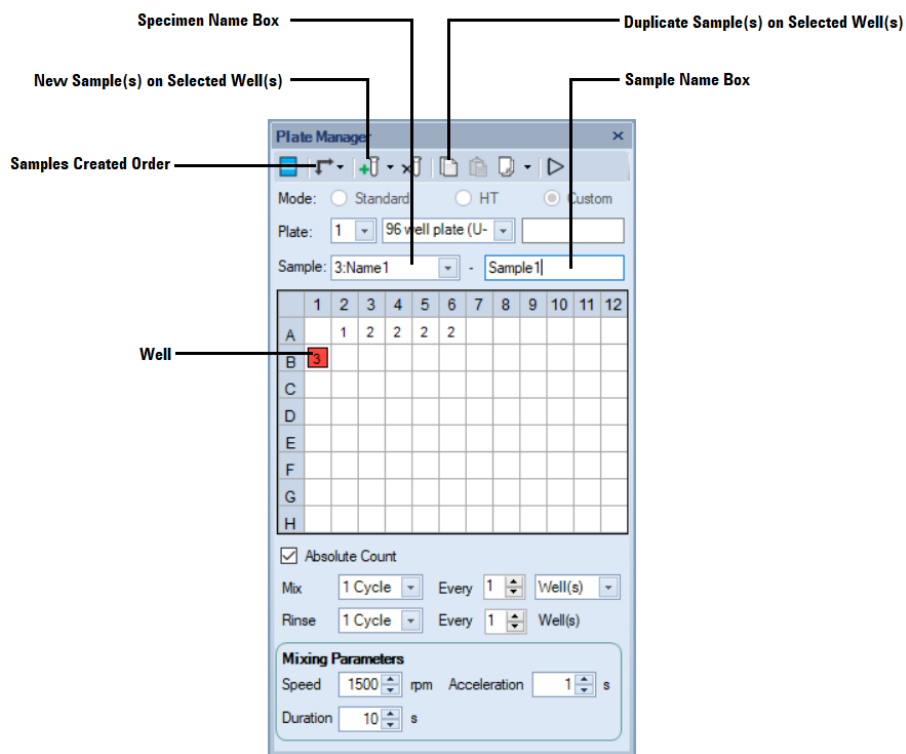 Specimen Name Box
Duplicate Sample(s) on Selected Well(s)
New Sample(s) on Selected Well(s)
Sample Name Box
Samples Created Order
Plate Manager
Mode: Standard HT Custom
Plate: 1 96 well plate (U-
Sample: 3:Name1 - Sample1
1 2 3 4 5 6 7 8 9 10 11 12
A 1 2 2 2 2
Well
B 3
C
D
E
F
G
H
Absolute Count
Mix 1 Cycle Every 1 Well(s)
Rinse 1 Cycle Every 1 Well(s)
Mixing Parameters
Speed 1500 rpm Acceleration 1 s
Duration 10 s